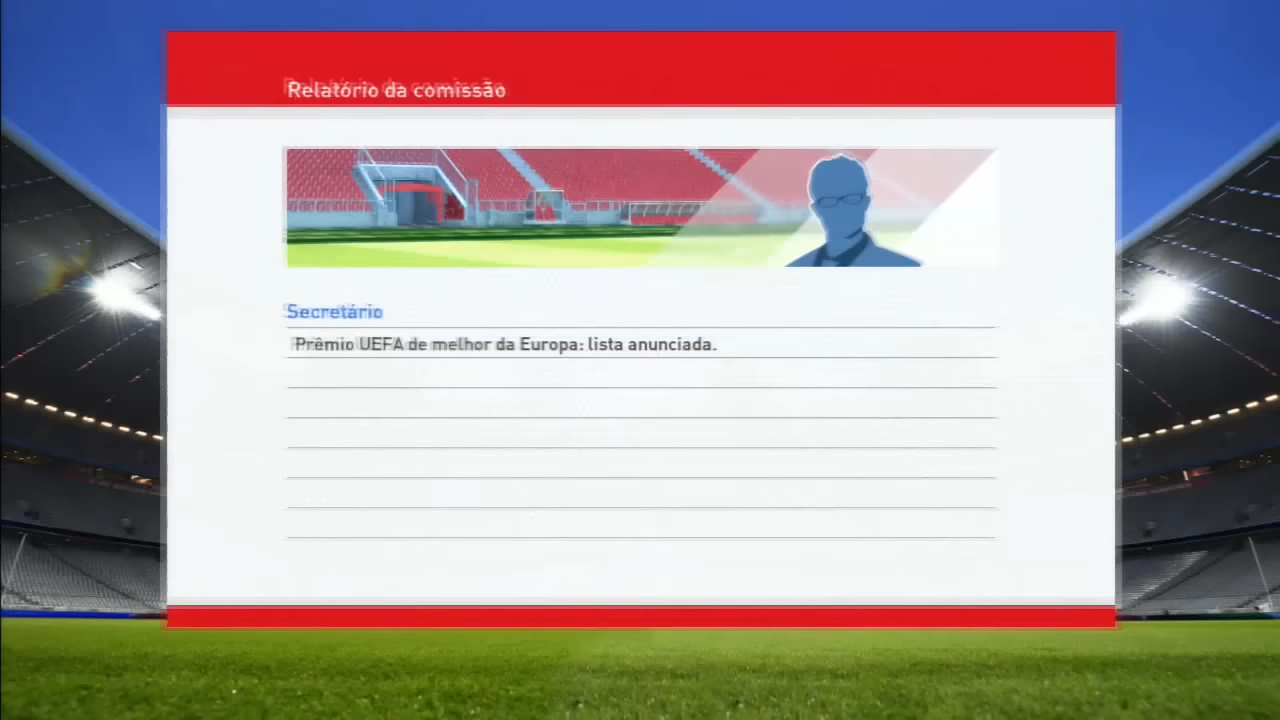 Relatório da comissão
Secretário
Prêmio UEFA de melhor da Europa: lista anunciada.